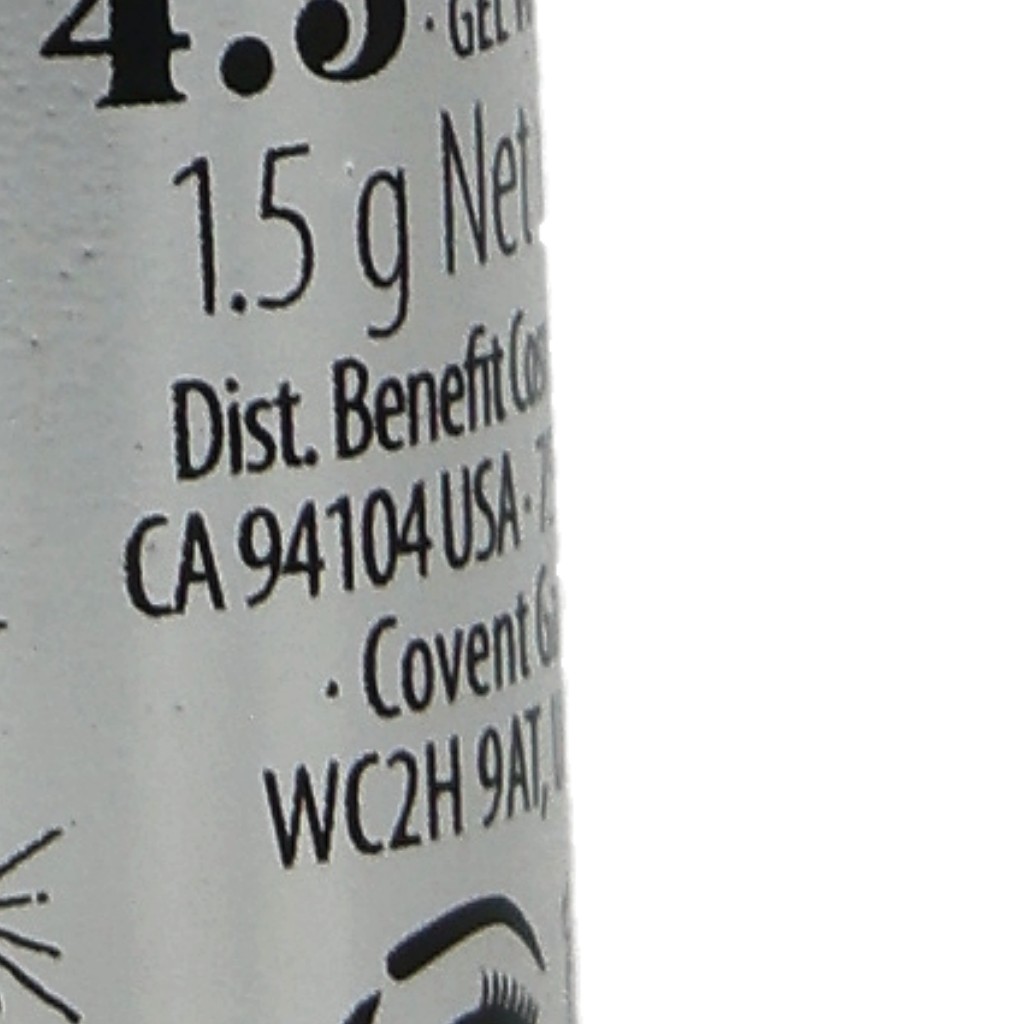 4.5 · GEL
1.5 g Net
Dist. Benefit
CA 94104 USA ·
· Covent
WC2H 9AT,